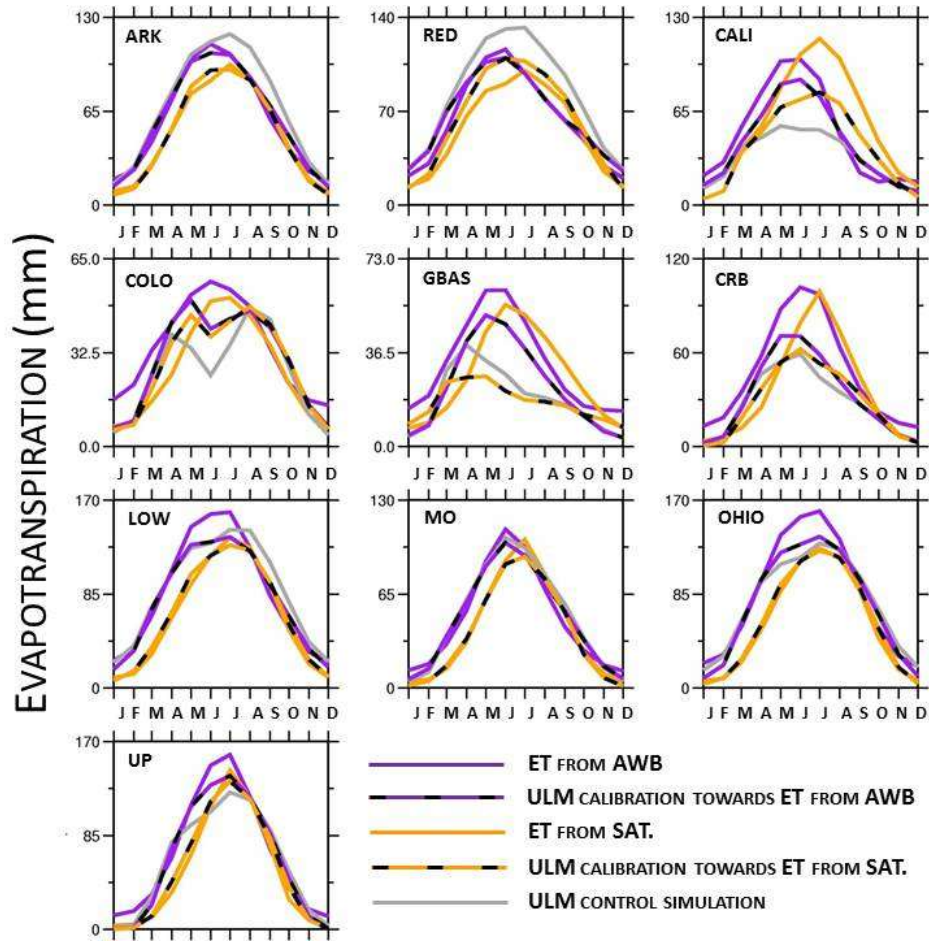 EVAPOTRANSPIRATION (mm)
130 ARK
65
0
J F M A M J J A S O N D
140 RED
70
0
J F M A M J J A S O N D
130 CALI
65
0
J F M A M J J A S O N D
65.0 COLO
32.5
0.0
J F M A M J J A S O N D
73.0 GBAS
36.5
0.0
J F M A M J J A S O N D
120 CRB
60
0
J F M A M J J A S O N D
170 LOW
85
0
J F M A M J J A S O N D
130 MO
65
0
J F M A M J J A S O N D
170 OHIO
85
0
J F M A M J J A S O N D
170 UP
85
0
J F M A M J J A S O N D
ET FROM AWB
ULM CALIBRATION TOWARDS ET FROM AWB
ET FROM SAT.
ULM CALIBRATION TOWARDS ET FROM SAT.
ULM CONTROL SIMULATION